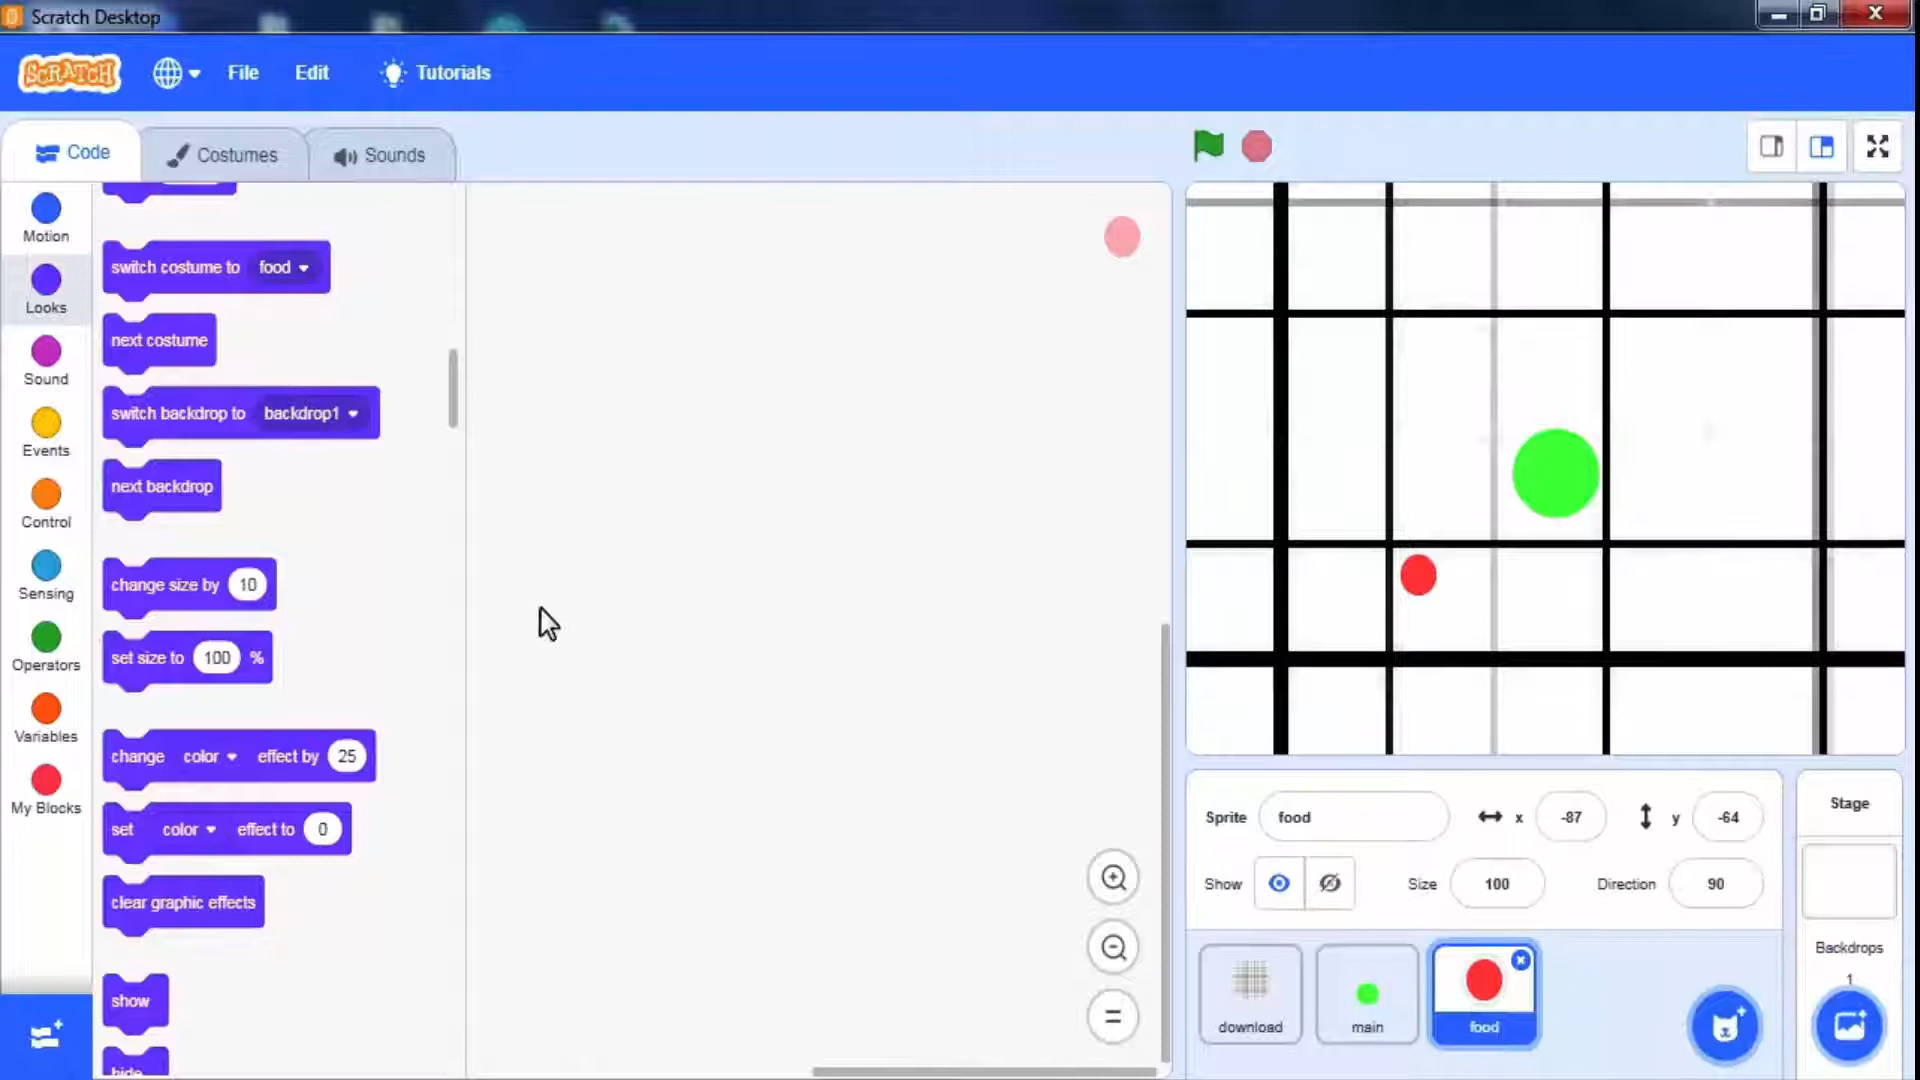 Scratch Desktop
SCRATCH
File
Edit
Tutorials
Code
Costumes
Sounds
Motion
Looks
Sound
Events
Control
Sensing
Operators
Variables
My Blocks
switch costume to food
next costume
switch backdrop to backdrop1
next backdrop
change size by 10
set size to 100 %
change color effect by 25
set color effect to 0
clear graphic effects
show
hide
Sprite food x -87 y -64
Show Size 100 Direction 90
download
main
food
Stage
Backdrops
1